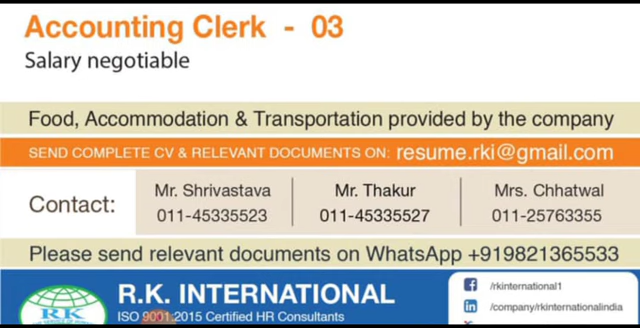 Accounting Clerk - 03
Salary negotiable
Food, Accommodation & Transportation provided by the company
SEND COMPLETE CV & RELEVANT DOCUMENTS ON: resume.rki@gmail.com
Contact:
Mr. Shrivastava
011-45335523
Mr. Thakur
011-45335527
Mrs. Chhatwal
011-25763355
Please send relevant documents on WhatsApp +919821365533
RK
R.K. INTERNATIONAL
ISO 9001:2015 Certified HR Consultants
/rkinternational1
/company/rkinternationalindia